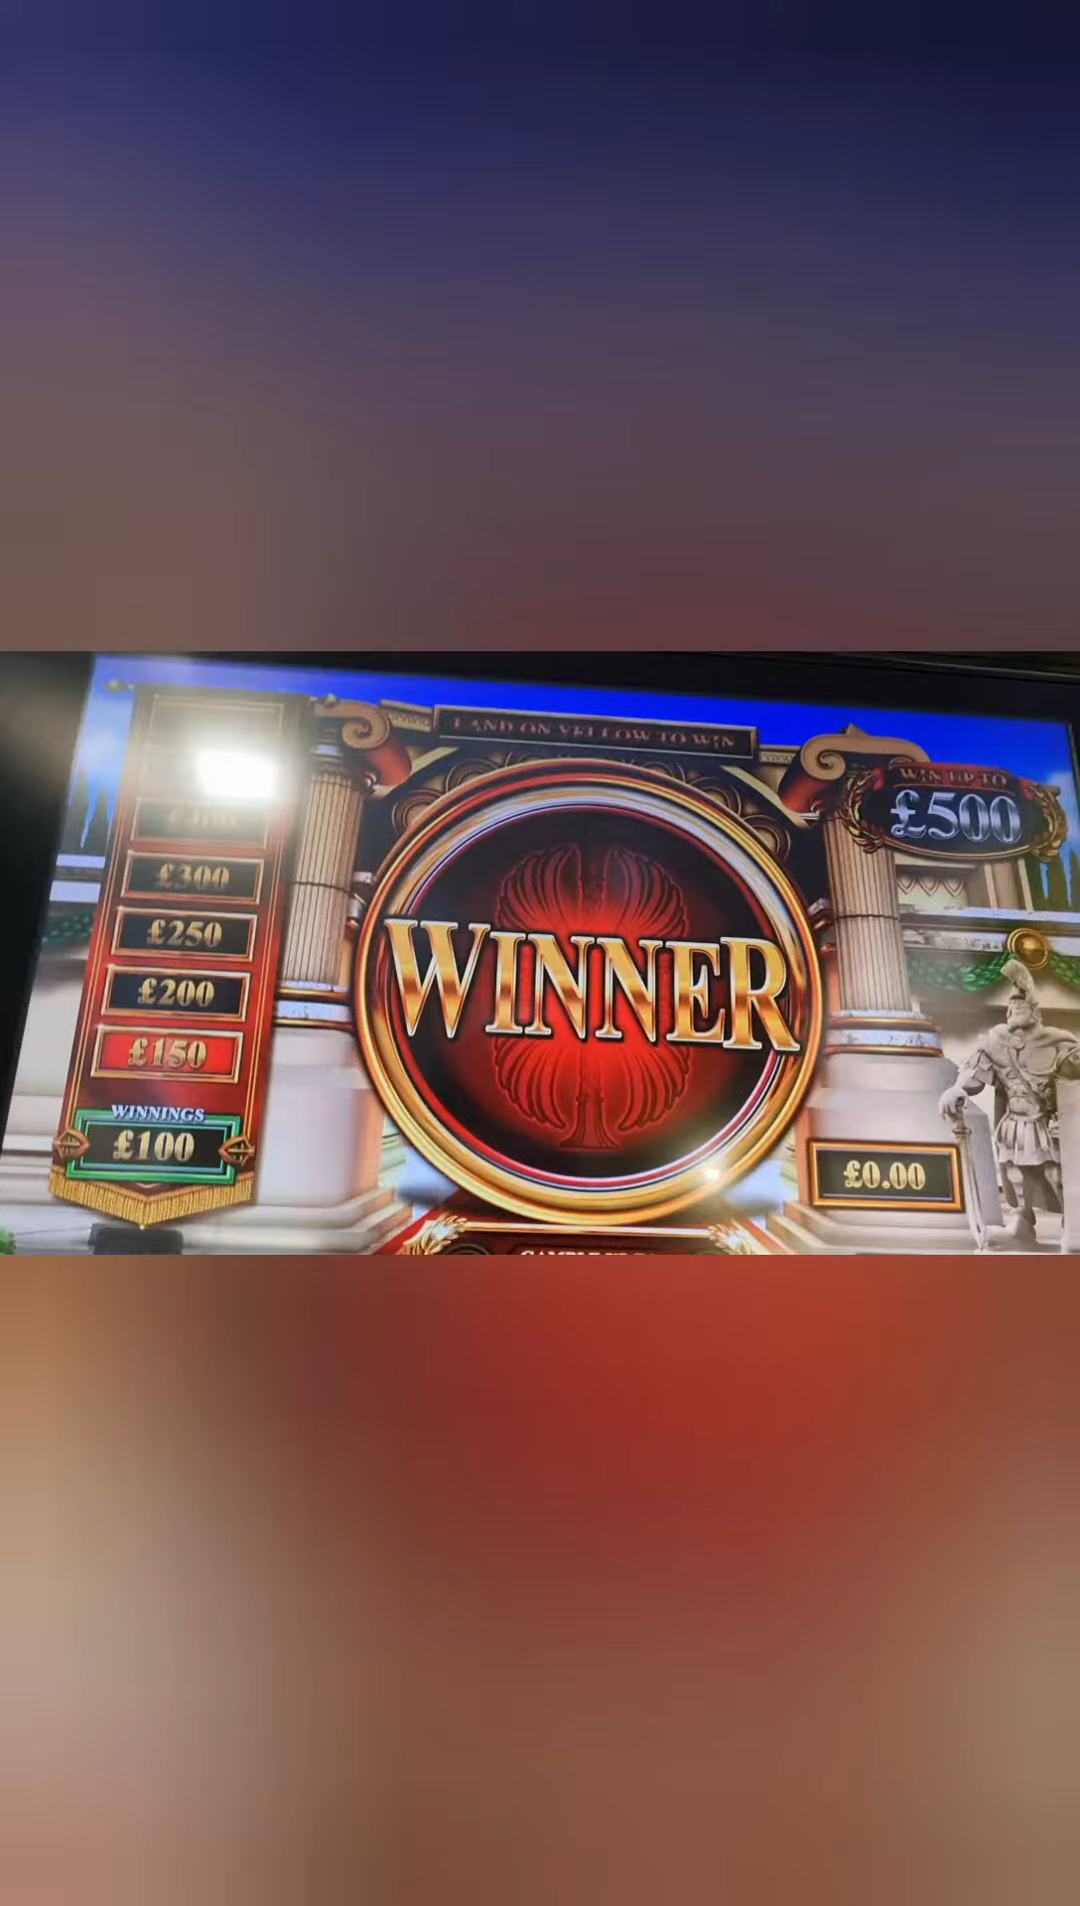 LAND ON YELLOW TO WIN
WIN UP TO
£500
£300
£250
£200
£150
WINNINGS
£100
WINNER
£0.00